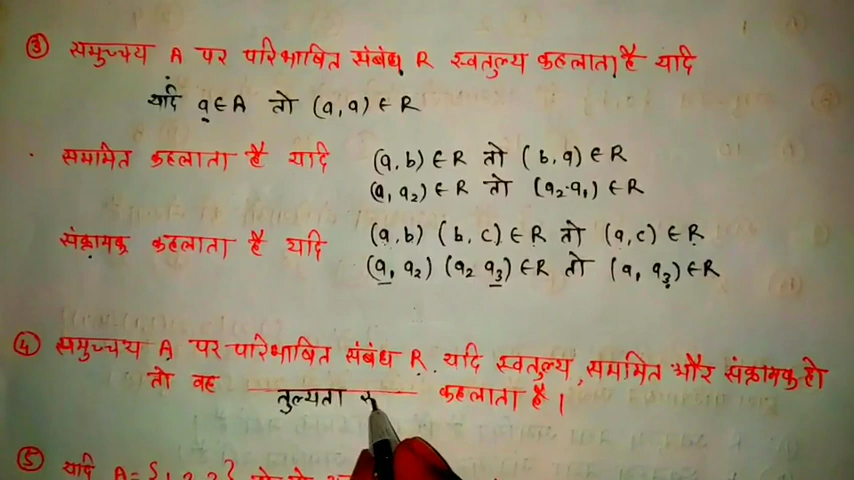 ③ समुच्चय A पर परिभाषित संबंध R स्वतुल्य कहलाता है यदि
यदि a ∈ A तो (a, a) ∈ R
सममित कहलाता है यदि (a, b) ∈ R तो (b, a) ∈ R
(a, a₂) ∈ R तो (a₂, a₁) ∈ R
संक्रामक कहलाता है यदि (a, b) (b, c) ∈ R तो (a, c) ∈ R
(a, a₂) (a₂ a₃) ∈ R तो (a, a₃) ∈ R
④ समुच्चय A पर परिभाषित संबंध R यदि स्वतुल्य, सममित और संक्रामक हो
तो वह तुल्यता कहलाता है।
⑤ यदि A =